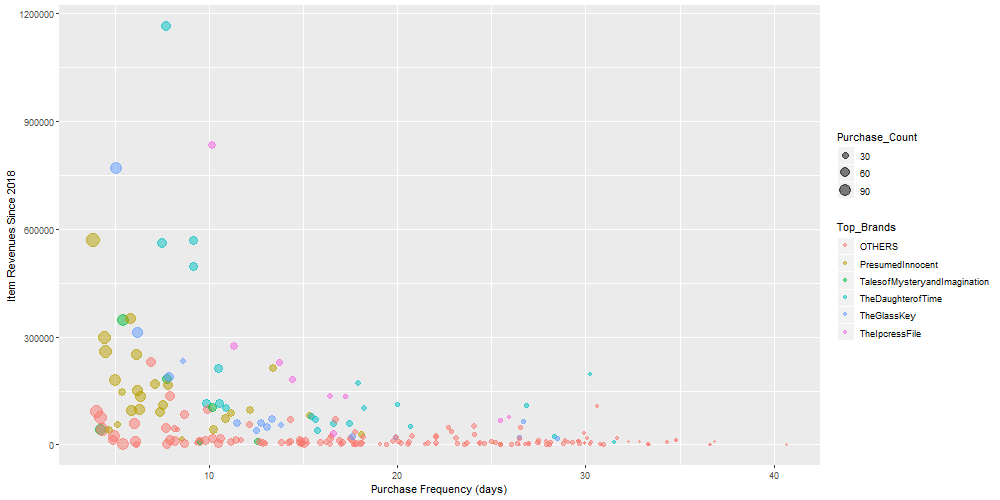 1200000
900000
600000
300000
0
Item Revenues Since 2018
10
20
30
40
Purchase Frequency (days)
Purchase_Count
30
60
90
Top_Brands
OTHERS
PresumedInnocent
TalesofMysteryandImagination
TheDaughterofTime
TheGlassKey
TheIpcressFile